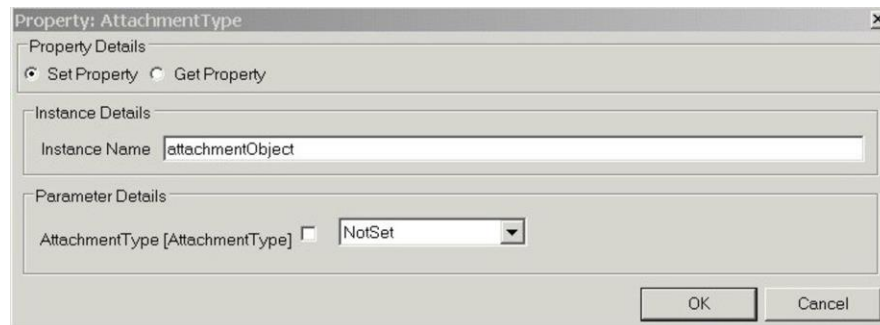 Property: AttachmentType
Property Details
Set Property Get Property
Instance Details
Instance Name attachmentObject
Parameter Details
AttachmentType [AttachmentType] NotSet
OK Cancel